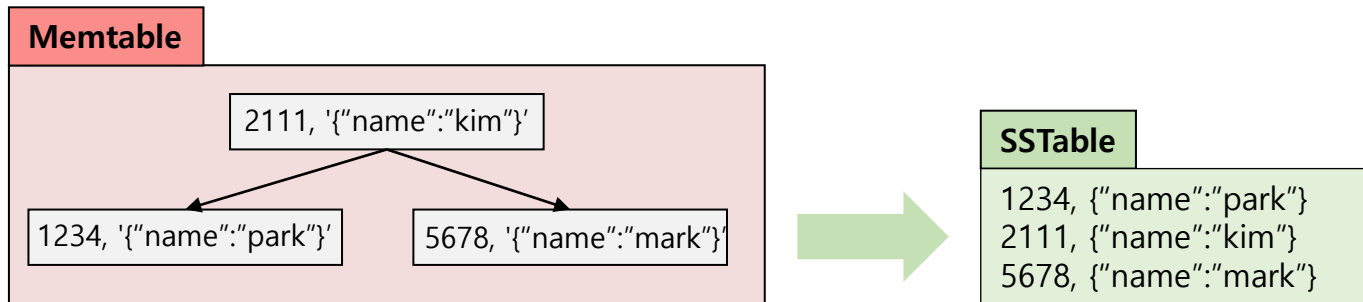 Memtable
2111, '{“name”:”kim”}’
1234, '{“name”:”park”}’
5678, '{“name”:”mark”}’
SSTable
1234, {“name”:”park”}
2111, {“name”:”kim”}
5678, {“name”:”mark”}